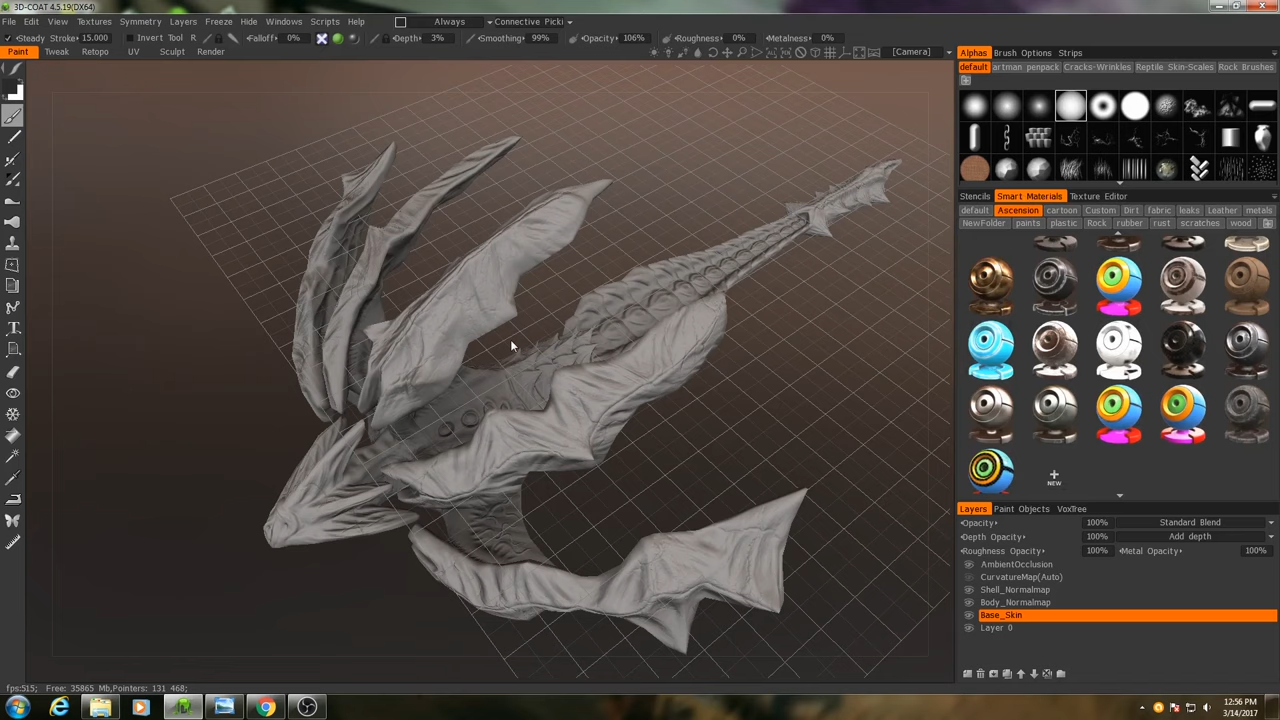 3D-COAT 4.5.19(DX64)
File Edit View Textures Symmetry Layers Freeze Hide Windows Scripts Help Always Connective Picki
Steady Stroke 15.000 Invert Tool R Falloff 0% Depth 3% Smoothing 99% Opacity 106% Roughness 0% Metalness 0%
Paint Tweak Retopo UV Sculpt Render [Camera]
Alphas Brush Options Strips
default artman penpack Cracks-Wrinkles Reptile Skin-Scales Rock Brushes
Stencils Smart Materials Texture Editor
default Ascension cartoon Custom Dirt fabric leaks Leather metals
NewFolder paints plastic Rock rubber rust scratches wood
NEW
Layers Paint Objects VoxTree
Opacity 100% Standard Blend
Depth Opacity 100% Add depth
Roughness Opacity 100% Metal Opacity 100%
AmbientOcclusion
CurvatureMap(Auto)
Shell_Normalmap
Body_Normalmap
Base_Skin
Layer 0
fps:515; Free: 35865 Mb,Pointers: 131 468;
12:56 PM
3/14/2017